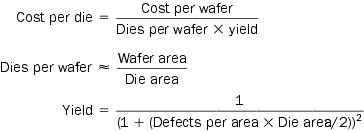 Cost per die = Cost per wafer / Dies per wafer × yield
Dies per wafer ≈ Wafer area / Die area
Yield = 1 / (1 + (Defects per area × Die area/2))²